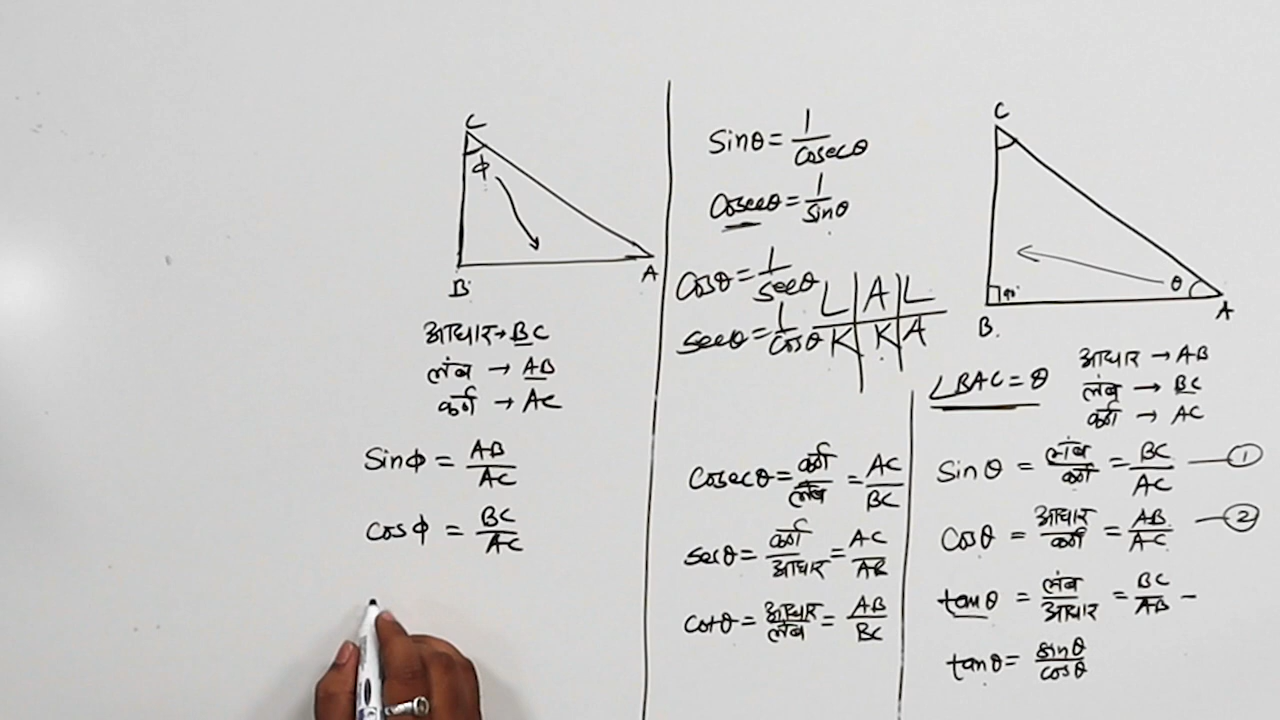 C
ϕ
B
A
आधार → BC
लंब → AB
कर्ण → AC
Sinϕ = AB/AC
cosϕ = BC/AC
Sinθ = 1/cosecθ
Cosecθ = 1/sinθ
Cosθ = 1/secθ
secθ = 1/cosθ
L | A | L
K | K | A
Cosecθ = कर्ण/लंब = AC/BC
secθ = कर्ण/आधार = AC/AB
cotθ = आधार/लंब = AB/BC
C
θ
90°
B
A
∠BAC = θ
आधार → AB
लंब → BC
कर्ण → AC
Sinθ = लंब/कर्ण = BC/AC — 1
Cosθ = आधार/कर्ण = AB/AC — 2
tanθ = लंब/आधार = BC/AB –
tanθ = sinθ/cosθ